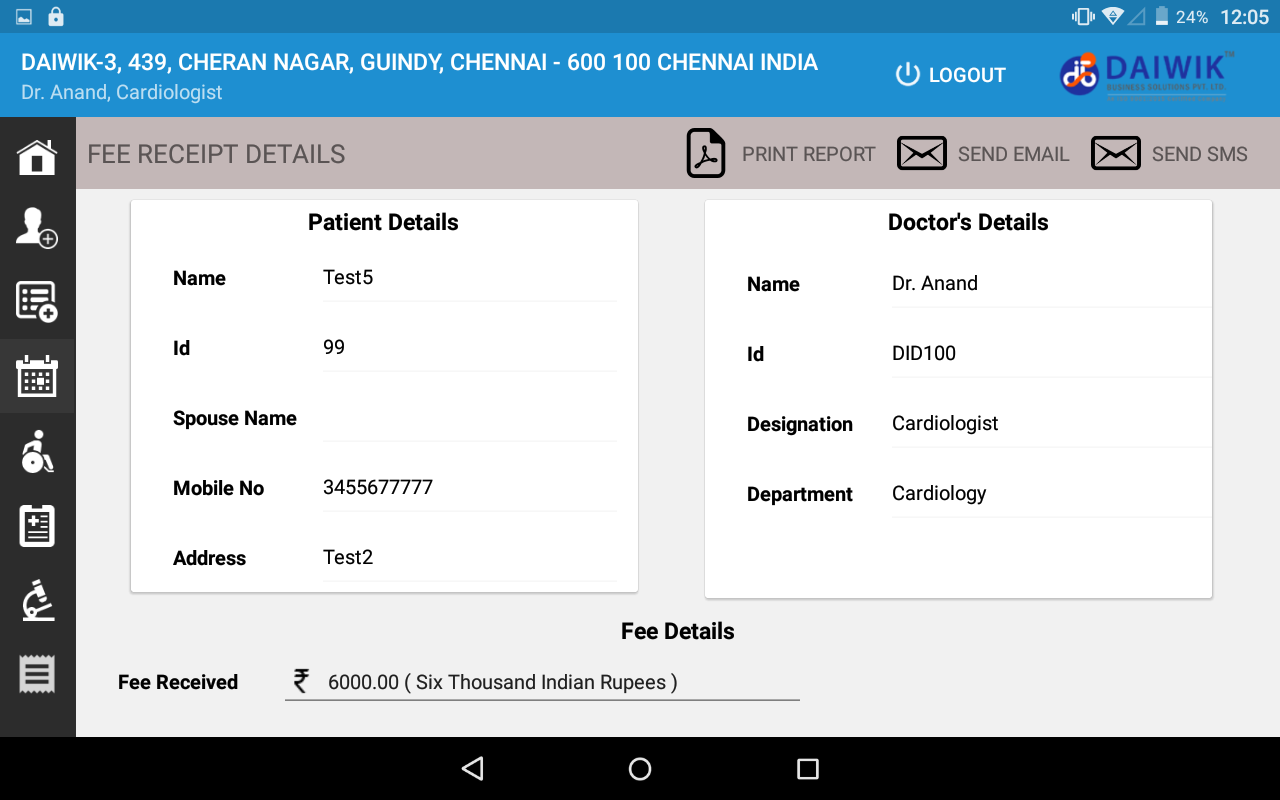 24% 12:05
DAIWIK-3, 439, CHERAN NAGAR, GUINDY, CHENNAI - 600 100 CHENNAI INDIA
Dr. Anand, Cardiologist
LOGOUT
DAIWIK™
BUSINESS SOLUTIONS PVT. LTD.
FEE RECEIPT DETAILS
PRINT REPORT
SEND EMAIL
SEND SMS
Patient Details
Name Test5
Id 99
Spouse Name
Mobile No 3455677777
Address Test2
Doctor's Details
Name Dr. Anand
Id DID100
Designation Cardiologist
Department Cardiology
Fee Details
Fee Received ₹ 6000.00 ( Six Thousand Indian Rupees )